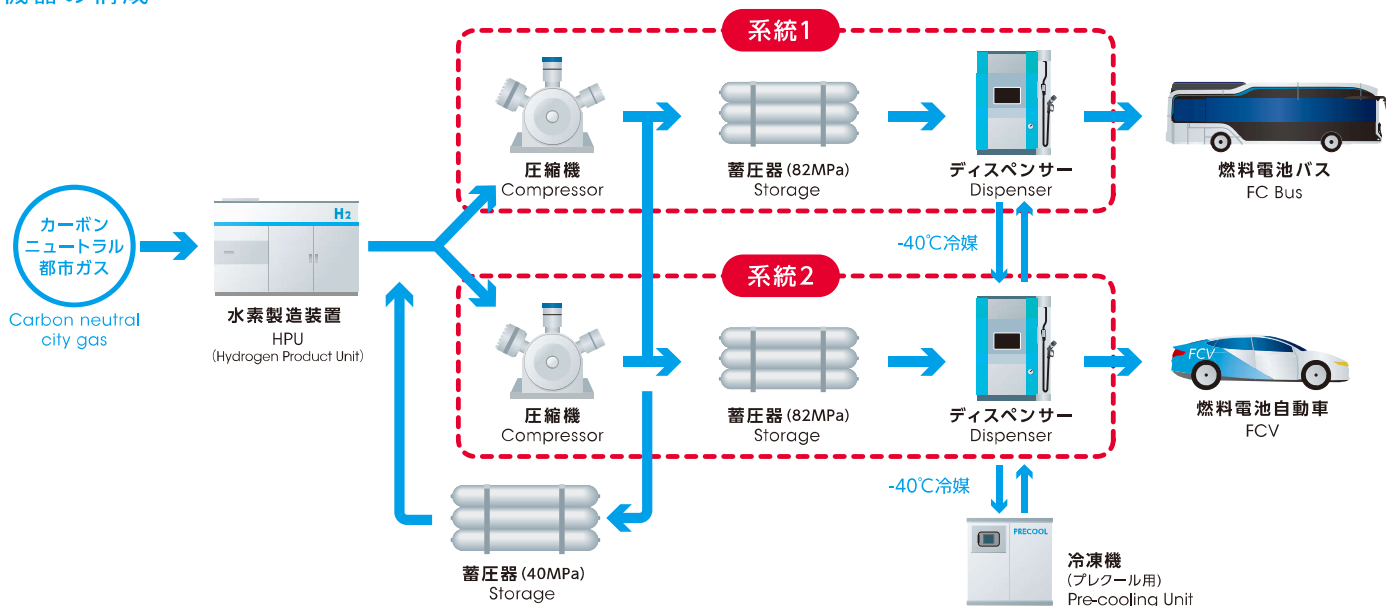 機器の構成
系統1
圧縮機
Compressor
蓄圧器(82MPa)
Storage
ディスペンサー
Dispenser
燃料電池バス
FC Bus
カーボン
ニュートラル
都市ガス
Carbon neutral
city gas
H2
水素製造装置
HPU
(Hydrogen Product Unit)
-40℃冷媒
系統2
圧縮機
Compressor
蓄圧器(82MPa)
Storage
ディスペンサー
Dispenser
FCV
燃料電池自動車
FCV
-40℃冷媒
蓄圧器(40MPa)
Storage
PRECOOL
冷凍機
(プレクール用)
Pre-cooling Unit